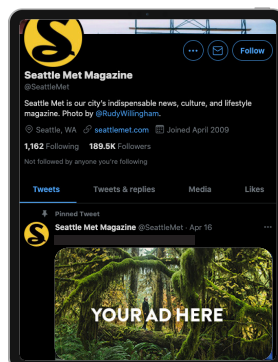 S
Follow
Seattle Met Magazine
@SeattleMet
Seattle Met is our city's indispensable news, culture, and lifestyle
magazine. Photo by @RudyWillingham.
Seattle, WA seattlemet.com Joined April 2009
1,162 Following 189.5K Followers
Not followed by anyone you're following
Tweets Tweets & replies Media Likes
Pinned Tweet
S Seattle Met Magazine @SeattleMet · Apr 16
YOUR AD HERE